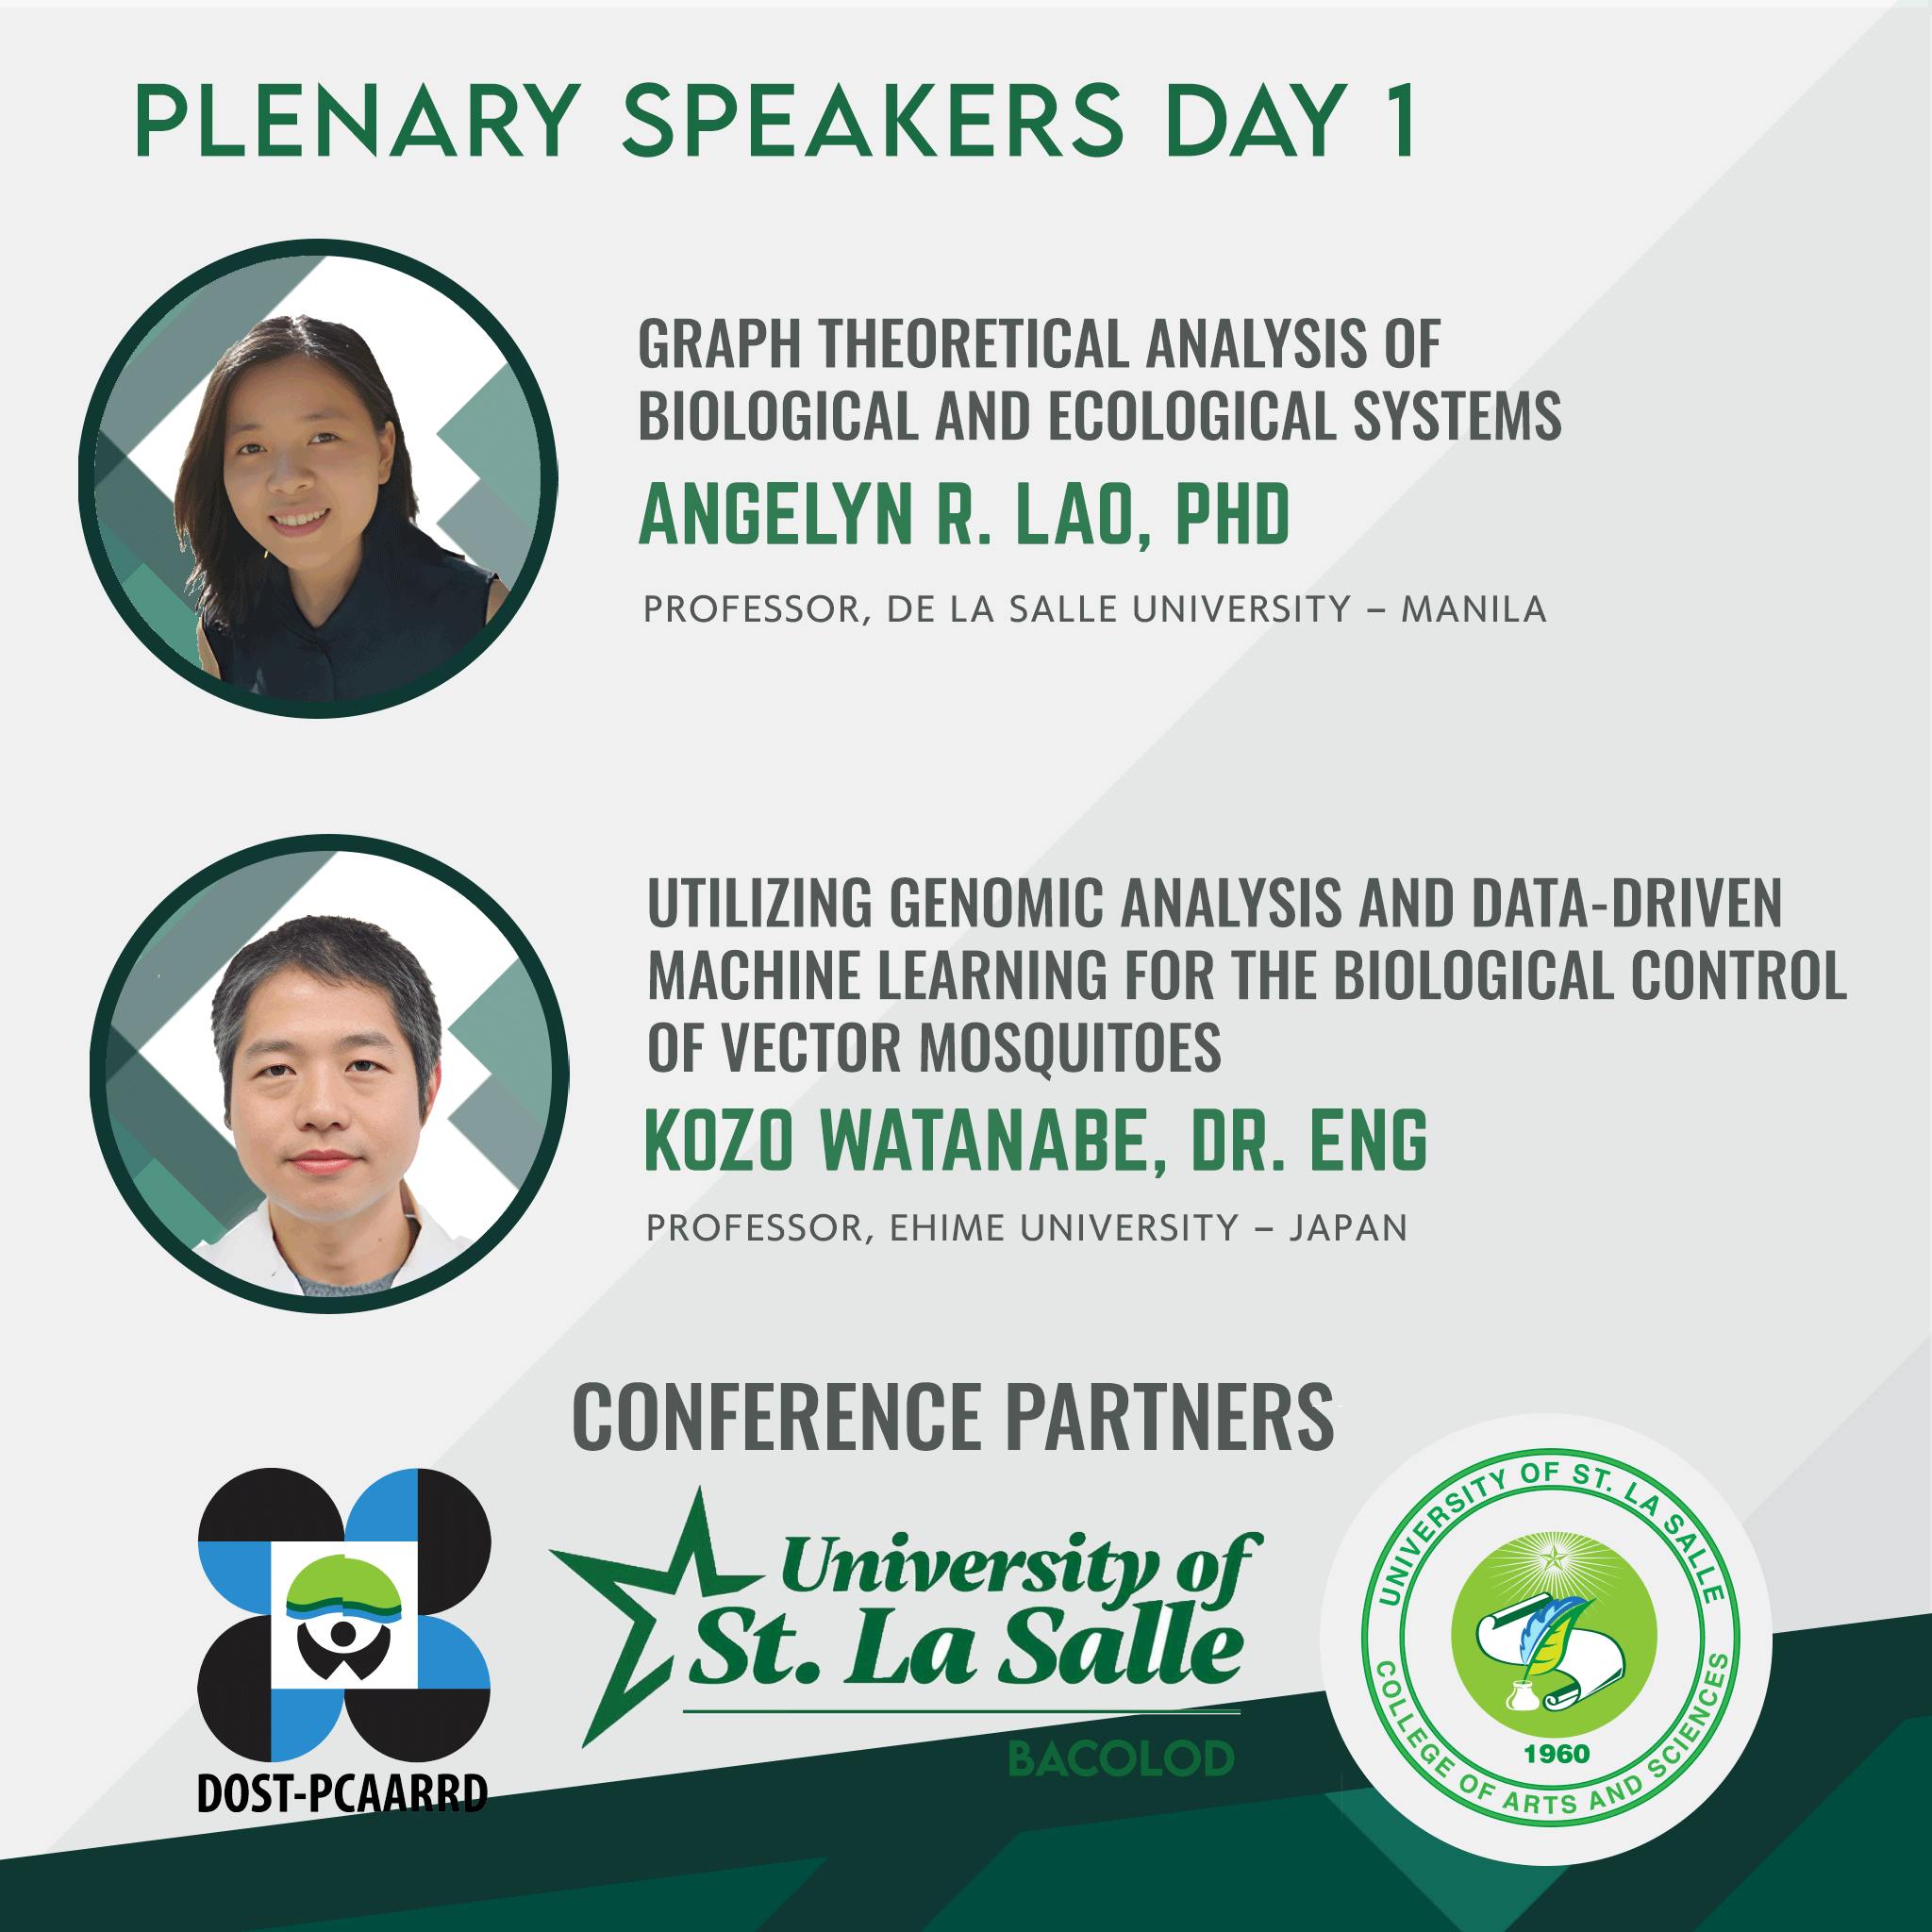 PLENARY SPEAKERS DAY 1
GRAPH THEORETICAL ANALYSIS OF
BIOLOGICAL AND ECOLOGICAL SYSTEMS
ANGELYN R. LAO, PHD
PROFESSOR, DE LA SALLE UNIVERSITY – MANILA
UTILIZING GENOMIC ANALYSIS AND DATA-DRIVEN
MACHINE LEARNING FOR THE BIOLOGICAL CONTROL
OF VECTOR MOSQUITOES
KOZO WATANABE, DR. ENG
PROFESSOR, EHIME UNIVERSITY – JAPAN
CONFERENCE PARTNERS
DOST-PCAARRD
University of
St. La Salle
BACOLOD
UNIVERSITY OF ST. LA SALLE
1960
COLLEGE OF ARTS AND SCIENCES